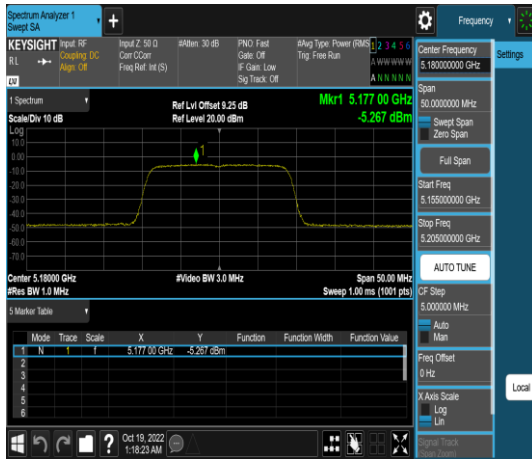 Spectrum Analyzer 1
Swept SA
Frequency
KEYSIGHT
RL
LXI
Input: RF
Coupling: DC
Align: Off
Input Z: 50 Ω
Corr CCorr
Freq Ref: Int (S)
#Atten: 30 dB
PNO: Fast
Gate: Off
IF Gain: Low
Sig Track: Off
#Avg Type: Power (RMS
Trig: Free Run
1 2 3 4 5 6
A W W W W W
A N N N N N
Center Frequency
5.180000000 GHz
Settings
Span
50.0000000 MHz
Swept Span
Zero Span
Full Span
Start Freq
5.155000000 GHz
Stop Freq
5.205000000 GHz
AUTO TUNE
CF Step
5.000000 MHz
Auto
Man
Freq Offset
0 Hz
X Axis Scale
Log
Lin
Signal Track
(Span Zoom)
Local
1 Spectrum
Scale/Div 10 dB
Ref Lvl Offset 9.25 dB
Ref Level 20.00 dBm
Mkr1 5.177 00 GHz
-5.267 dBm
Log
10.0
0.00
-10.0
-20.0
-30.0
-40.0
-50.0
-60.0
-70.0
1
Center 5.18000 GHz
#Res BW 1.0 MHz
#Video BW 3.0 MHz
Span 50.00 MHz
Sweep 1.00 ms (1001 pts)
5 Marker Table
Mode Trace Scale X Y Function Function Width Function Value
1 N 1 f 5.177 00 GHz -5.267 dBm
2
3
4
5
6
?
Oct 19, 2022
1:18:23 AM